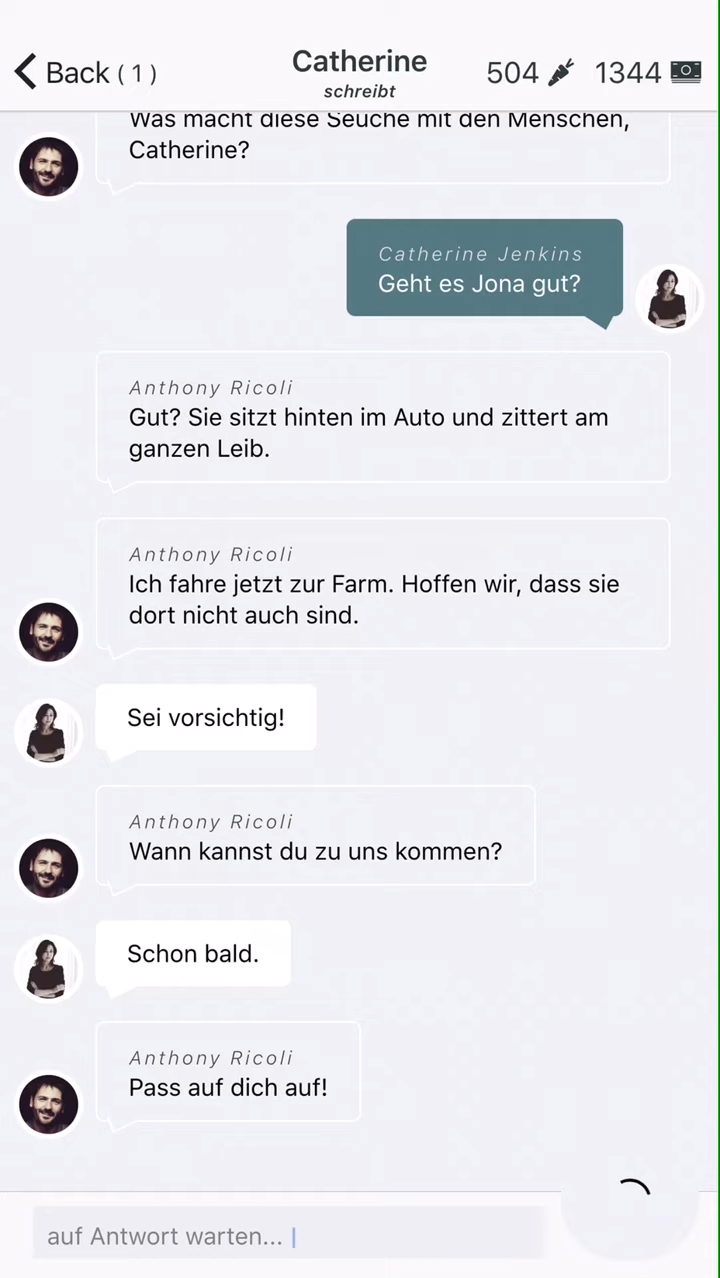 Back ( 1 )
Catherine
schreibt
504
1344
Was macht diese Seuche mit den Menschen,
Catherine?
Catherine Jenkins
Geht es Jona gut?
Anthony Ricoli
Gut? Sie sitzt hinten im Auto und zittert am
ganzen Leib.
Anthony Ricoli
Ich fahre jetzt zur Farm. Hoffen wir, dass sie
dort nicht auch sind.
Sei vorsichtig!
Anthony Ricoli
Wann kannst du zu uns kommen?
Schon bald.
Anthony Ricoli
Pass auf dich auf!
auf Antwort warten...